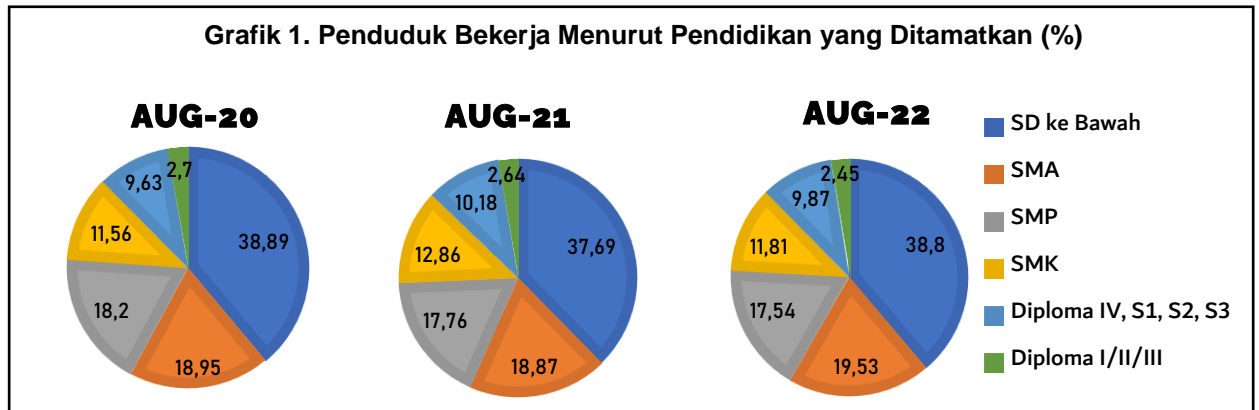 Grafik 1. Penduduk Bekerja Menurut Pendidikan yang Ditamatkan (%)
AUG-20
2,7
9,63
11,56
38,89
18,2
18,95
AUG-21
2,64
10,18
12,86
37,69
17,76
18,87
AUG-22
2,45
9,87
11,81
38,8
17,54
19,53
SD ke Bawah
SMA
SMP
SMK
Diploma IV, S1, S2, S3
Diploma I/II/III